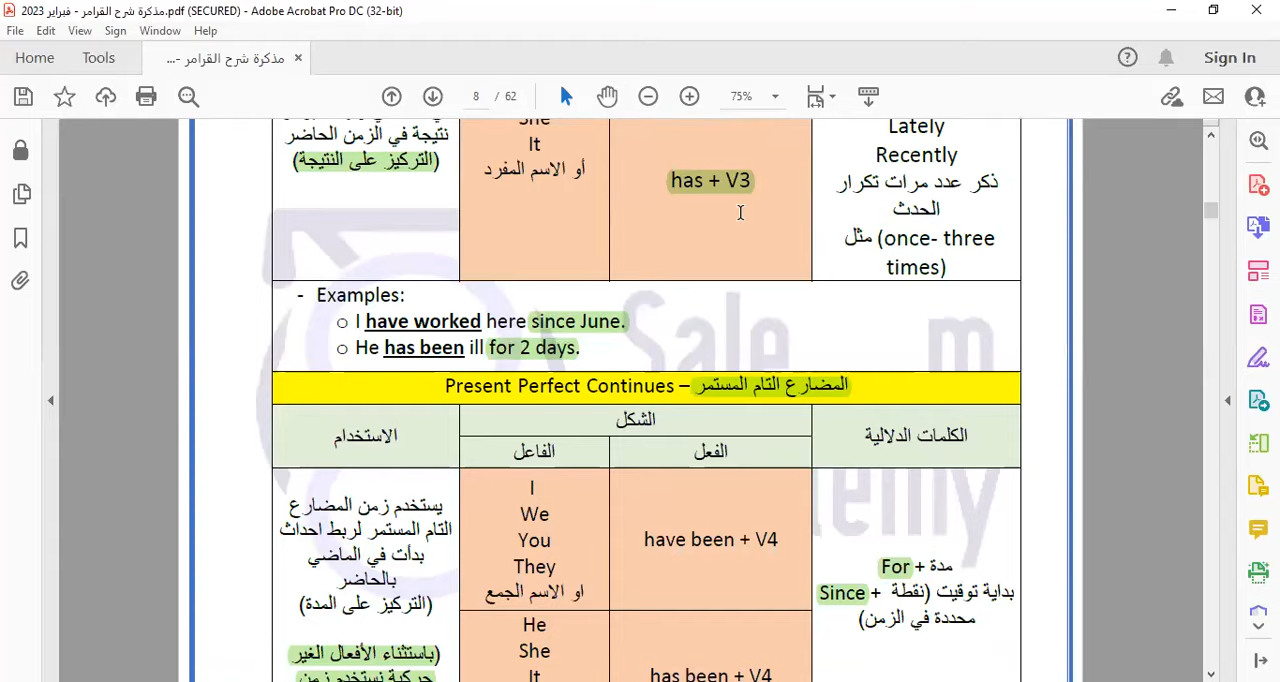 مذكرة شرح القرامر - فبراير 2023.pdf (SECURED) - Adobe Acrobat Pro DC (32-bit)
File Edit View Sign Window Help
Home Tools مذكرة شرح القرامر -... × Sign In
8 / 62 75%
نتيجة في الزمن الحاضر
(التركيز على النتيجة)
She
It
أو الاسم المفرد
has + V3
Lately
Recently
ذكر عدد مرات تكرار
الحدث
مثل (once- three
times)
- Examples:
o I have worked here since June.
o He has been ill for 2 days.
Present Perfect Continues – المضارع التام المستمر
الاستخدام
الشكل
الفاعل
الفعل
الكلمات الدلالية
يستخدم زمن المضارع
التام المستمر لربط احداث
بدأت في الماضي
بالحاضر
(التركيز على المدة)
(باستثناء الأفعال الغير
حركية نستخدم زمن
I
We
You
They
او الاسم الجمع
have been + V4
He
She
It
has been + V4
For + مدة
Since + بداية توقيت (نقطة
محددة في الزمن)
Sale m
demy